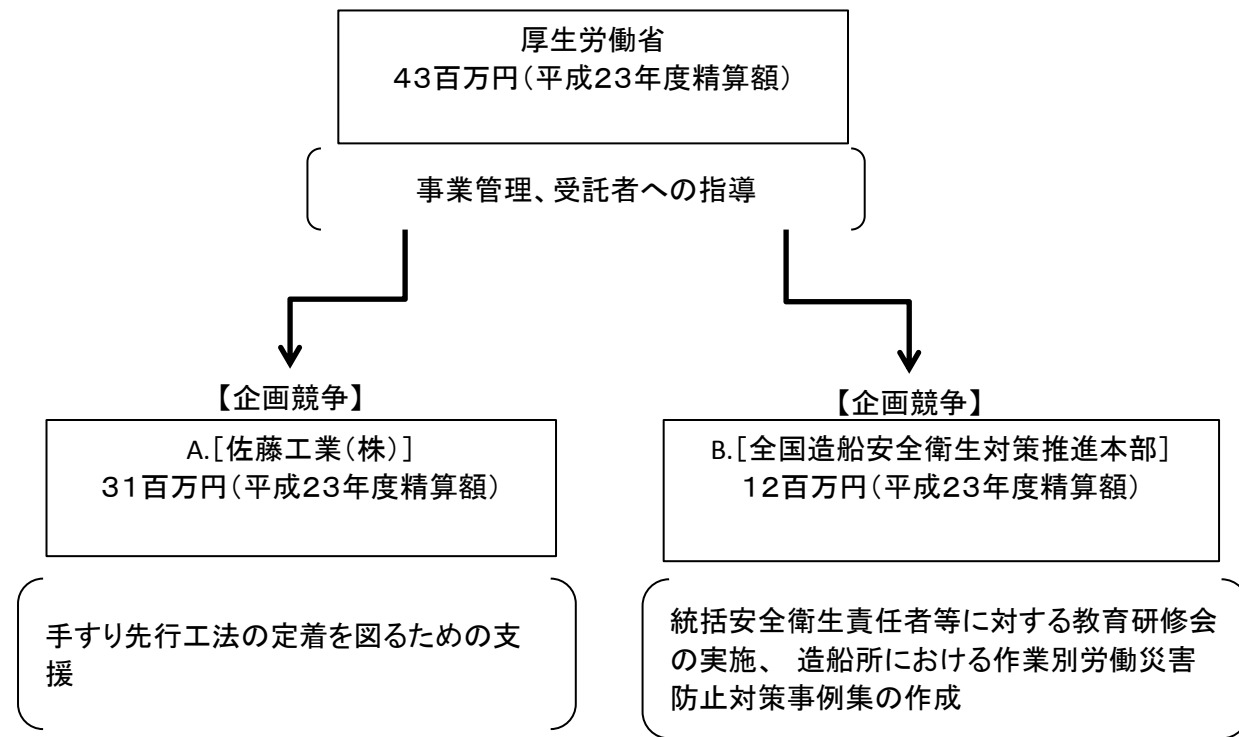 厚生労働省
４３百万円（平成２３年度精算額）
事業管理、受託者への指導
【企画競争】
A.［佐藤工業（株）］
３１百万円（平成２３年度精算額）
手すり先行工法の定着を図るための支
援
【企画競争】
B.［全国造船安全衛生対策推進本部］
１２百万円（平成２３年度精算額）
統括安全衛生責任者等に対する教育研修会
の実施、 造船所における作業別労働災害
防止対策事例集の作成